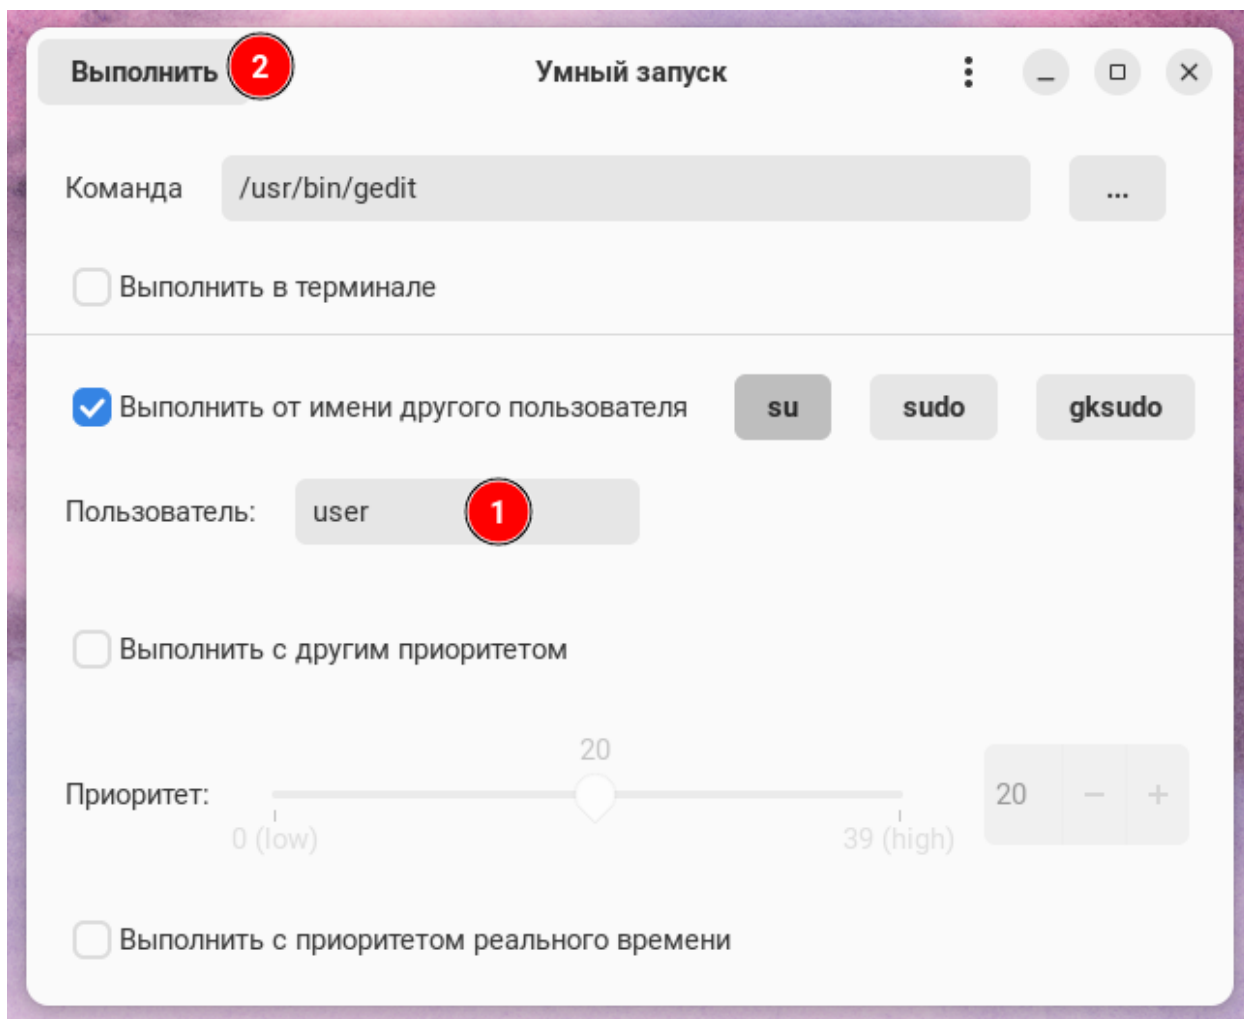 Выполнить 2 Умный запуск
Команда /usr/bin/gedit ...
Выполнить в терминале
Выполнить от имени другого пользователя su sudo gksudo
Пользователь: user 1
Выполнить с другим приоритетом
20
Приоритет: 20 − +
0 (low) 39 (high)
Выполнить с приоритетом реального времени